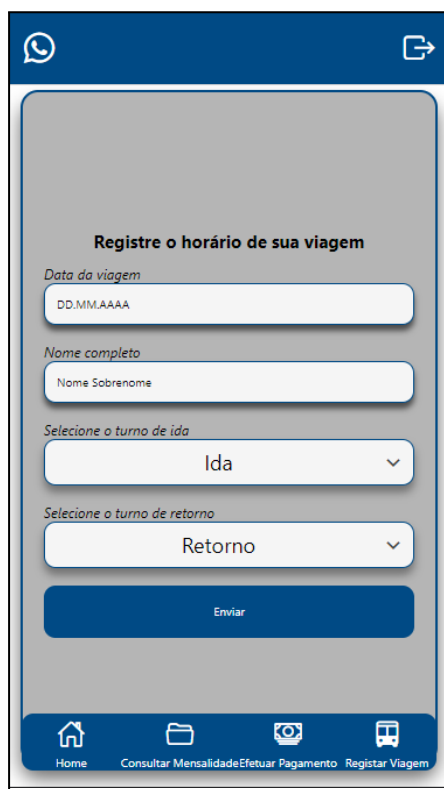 Registre o horário de sua viagem
Data da viagem
DD.MM.AAAA
Nome completo
Nome Sobrenome
Selecione o turno de ida
Ida
Selecione o turno de retorno
Retorno
Enviar
Home Consultar Mensalidade Efetuar Pagamento Registar Viagem